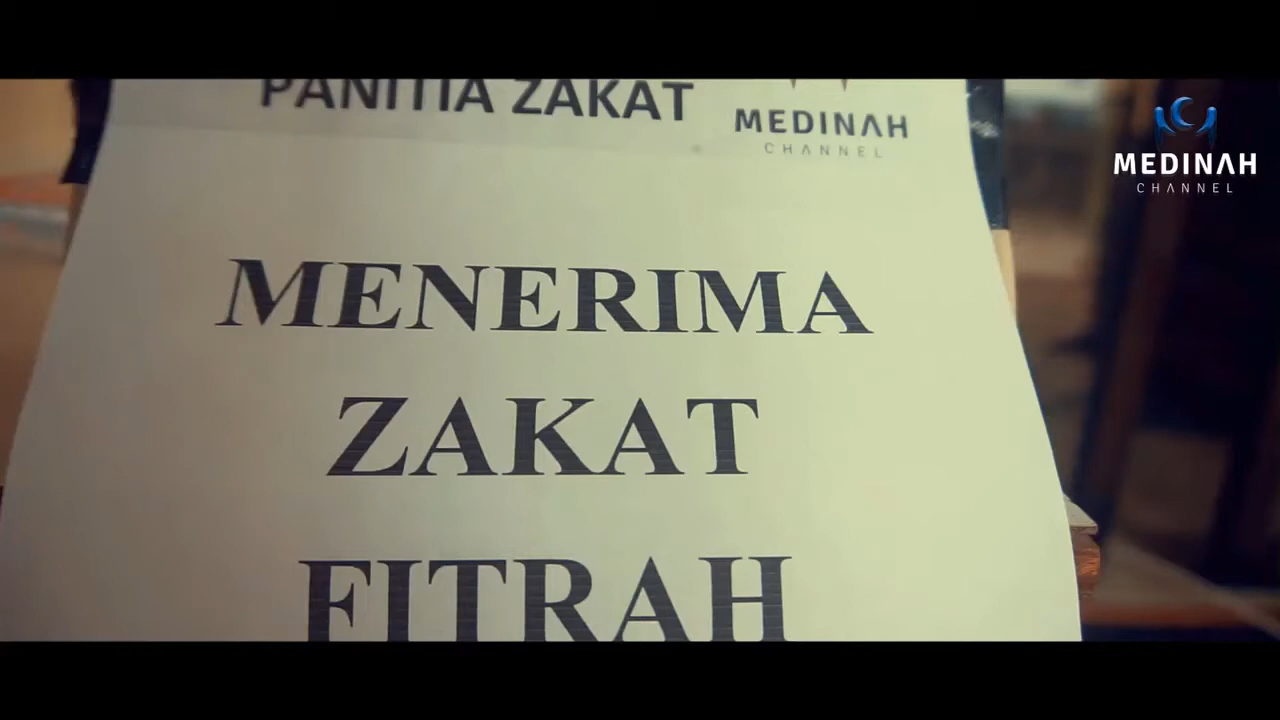 PANITIA ZAKAT
MEDINAH
CHANNEL
MEDINAH
CHANNEL
MENERIMA
ZAKAT
FITRAH